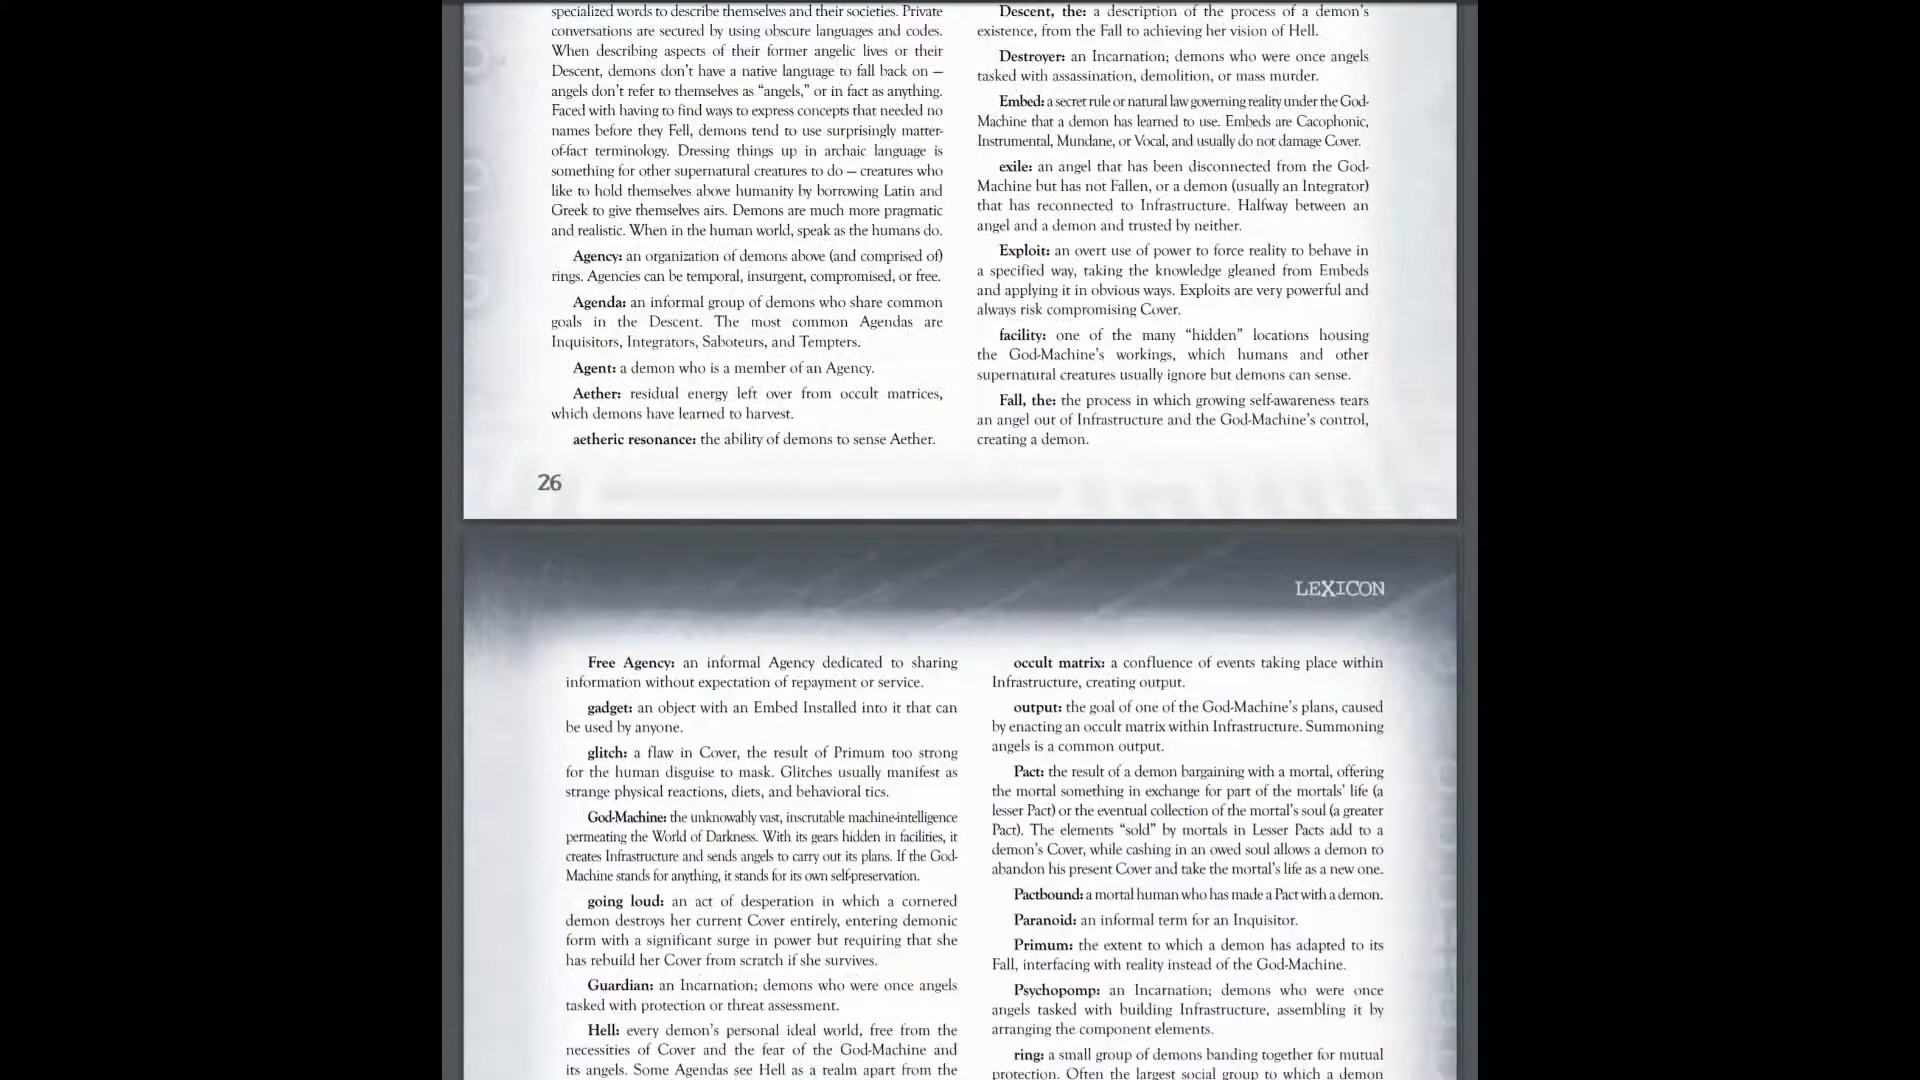 specialized words to describe themselves and their societies. Private
conversations are secured by using obscure languages and codes.
When describing aspects of their former angelic lives or their
Descent, demons don't have a native language to fall back on —
angels don't refer to themselves as “angels,” or in fact as anything.
Faced with having to find ways to express concepts that needed no
names before they Fell, demons tend to use surprisingly matter-
of-fact terminology. Dressing things up in archaic language is
something for other supernatural creatures to do — creatures who
like to hold themselves above humanity by borrowing Latin and
Greek to give themselves airs. Demons are much more pragmatic
and realistic. When in the human world, speak as the humans do.
Agency: an organization of demons above (and comprised of)
rings. Agencies can be temporal, insurgent, compromised, or free.
Agenda: an informal group of demons who share common
goals in the Descent. The most common Agendas are
Inquisitors, Integrators, Saboteurs, and Tempters.
Agent: a demon who is a member of an Agency.
Aether: residual energy left over from occult matrices,
which demons have learned to harvest.
aetheric resonance: the ability of demons to sense Aether.
Descent, the: a description of the process of a demon's
existence, from the Fall to achieving her vision of Hell.
Destroyer: an Incarnation; demons who were once angels
tasked with assassination, demolition, or mass murder.
Embed: a secret rule or natural law governing reality under the God-
Machine that a demon has learned to use. Embeds are Cacophonic,
Instrumental, Mundane, or Vocal, and usually do not damage Cover.
exile: an angel that has been disconnected from the God-
Machine but has not Fallen, or a demon (usually an Integrator)
that has reconnected to Infrastructure. Halfway between an
angel and a demon and trusted by neither.
Exploit: an overt use of power to force reality to behave in
a specified way, taking the knowledge gleaned from Embeds
and applying it in obvious ways. Exploits are very powerful and
always risk compromising Cover.
facility: one of the many “hidden” locations housing
the God-Machine's workings, which humans and other
supernatural creatures usually ignore but demons can sense.
Fall, the: the process in which growing self-awareness tears
an angel out of Infrastructure and the God-Machine's control,
creating a demon.
26
LEXICON
Free Agency: an informal Agency dedicated to sharing
information without expectation of repayment or service.
gadget: an object with an Embed Installed into it that can
be used by anyone.
glitch: a flaw in Cover, the result of Primum too strong
for the human disguise to mask. Glitches usually manifest as
strange physical reactions, diets, and behavioral tics.
God-Machine: the unknowably vast, inscrutable machine-intelligence
permeating the World of Darkness. With its gears hidden in facilities, it
creates Infrastructure and sends angels to carry out its plans. If the God-
Machine stands for anything, it stands for its own self-preservation.
going loud: an act of desperation in which a cornered
demon destroys her current Cover entirely, entering demonic
form with a significant surge in power but requiring that she
has rebuild her Cover from scratch if she survives.
Guardian: an Incarnation; demons who were once angels
tasked with protection or threat assessment.
Hell: every demon's personal ideal world, free from the
necessities of Cover and the fear of the God-Machine and
its angels. Some Agendas see Hell as a realm apart from the
occult matrix: a confluence of events taking place within
Infrastructure, creating output.
output: the goal of one of the God-Machine's plans, caused
by enacting an occult matrix within Infrastructure. Summoning
angels is a common output.
Pact: the result of a demon bargaining with a mortal, offering
the mortal something in exchange for part of the mortals' life (a
lesser Pact) or the eventual collection of the mortal's soul (a greater
Pact). The elements “sold” by mortals in Lesser Pacts add to a
demon's Cover, while cashing in an owed soul allows a demon to
abandon his present Cover and take the mortal's life as a new one.
Pactbound: a mortal human who has made a Pact with a demon.
Paranoid: an informal term for an Inquisitor.
Primum: the extent to which a demon has adapted to its
Fall, interfacing with reality instead of the God-Machine.
Psychopomp: an Incarnation; demons who were once
angels tasked with building Infrastructure, assembling it by
arranging the component elements.
ring: a small group of demons banding together for mutual
protection. Often the largest social group to which a demon